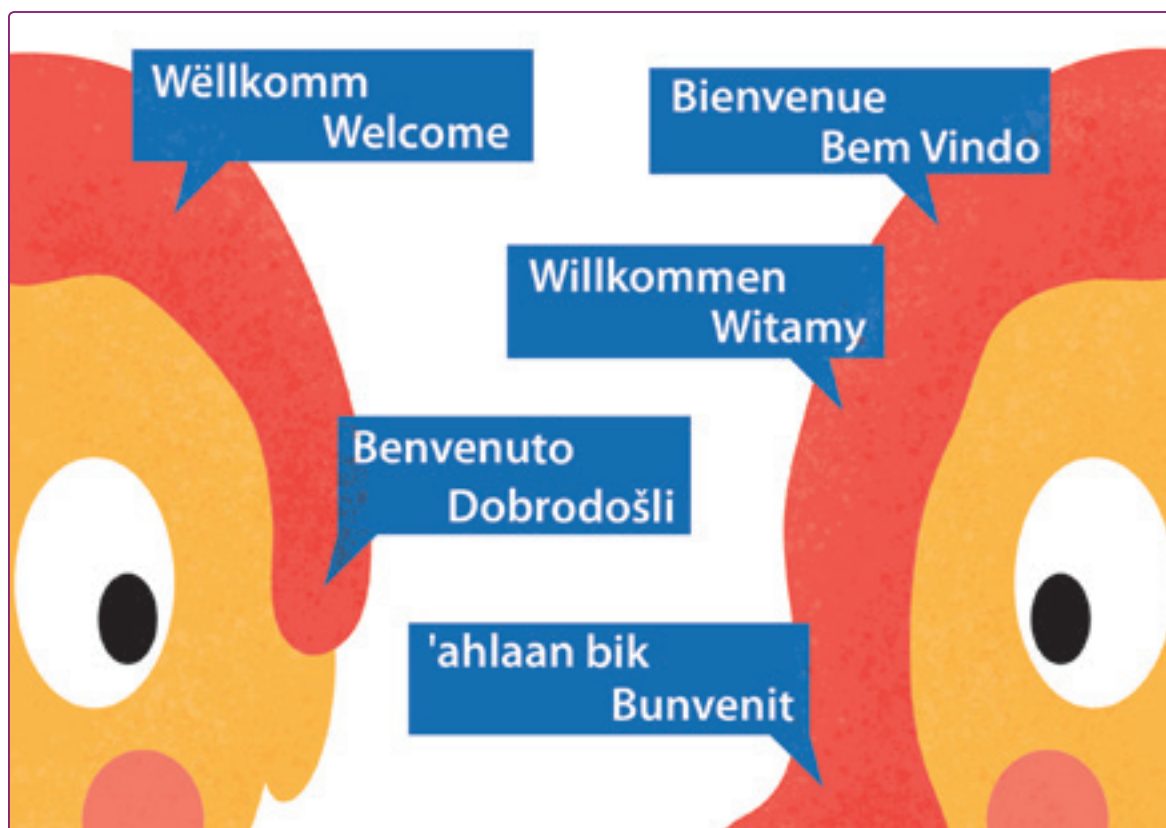 Wëllkomm
Welcome
Bienvenue
Bem Vindo
Willkommen
Witamy
Benvenuto
Dobrodošli
'ahlaan bik
Bunvenit